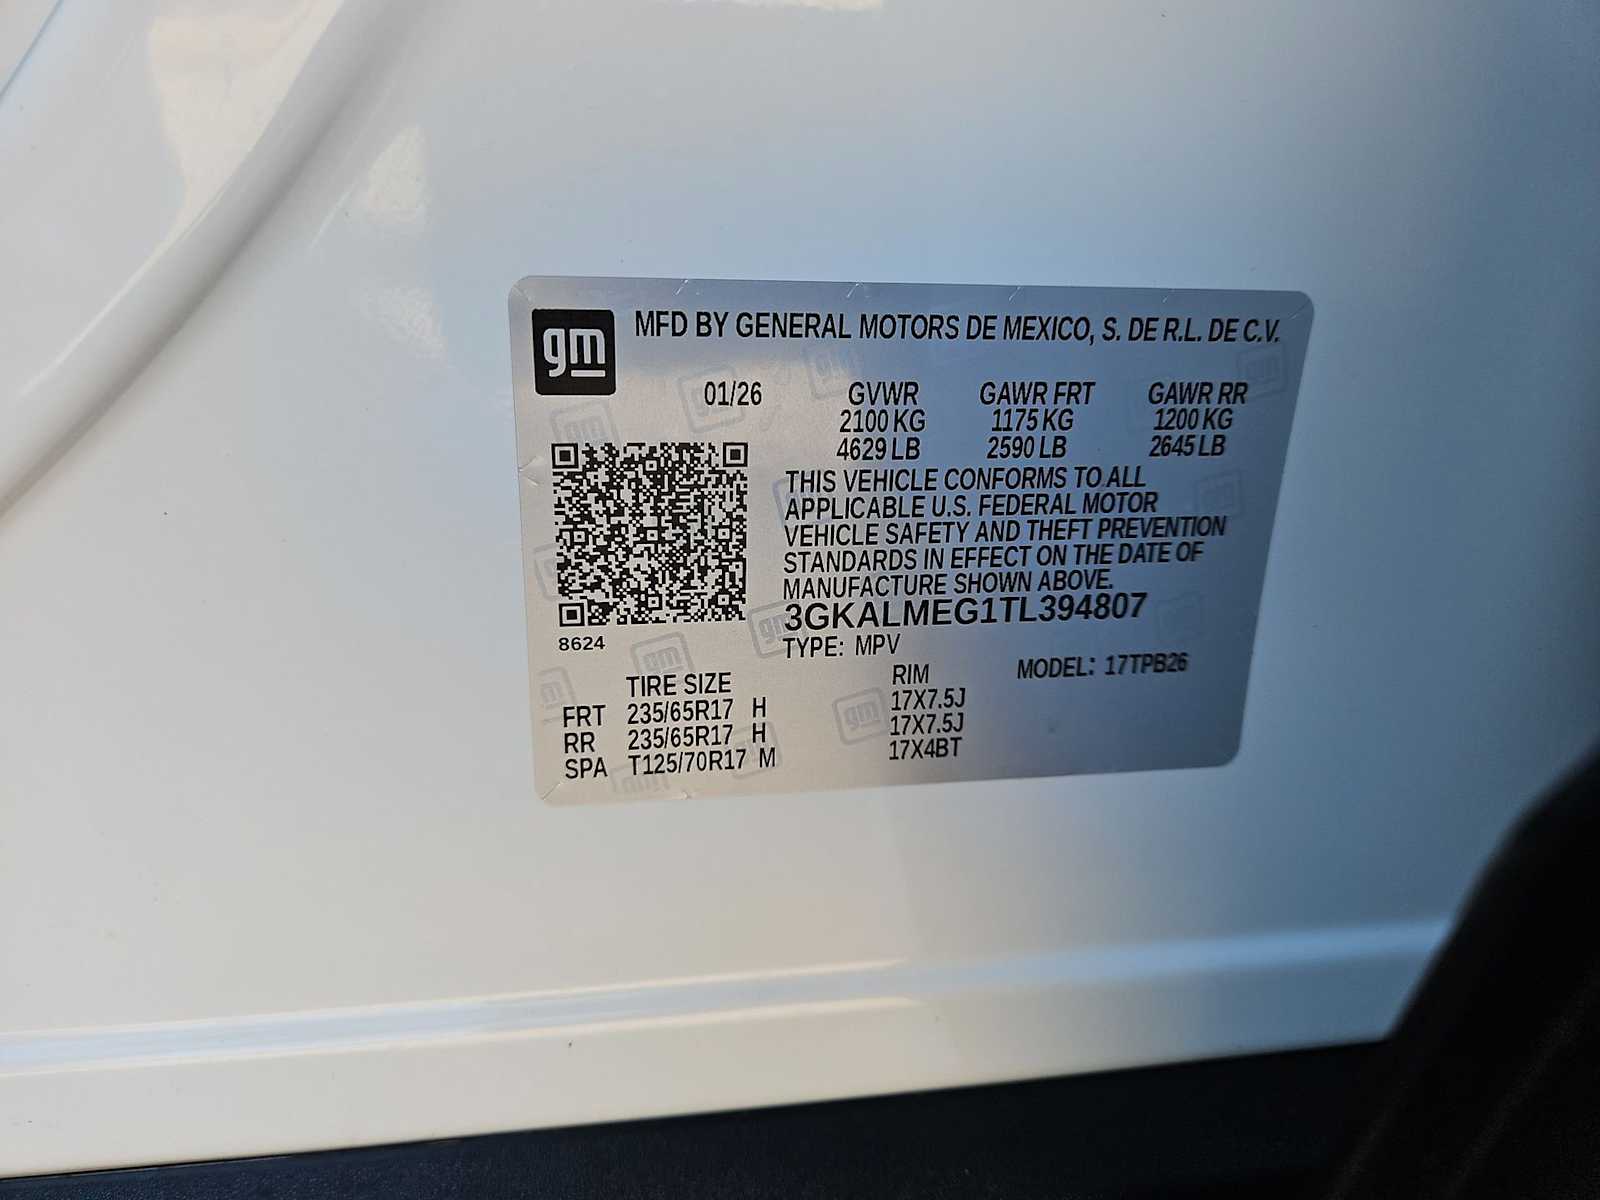 gm MFD BY GENERAL MOTORS DE MEXICO, S. DE R.L. DE C.V.
01/26 GVWR GAWR FRT GAWR RR
2100 KG 1175 KG 1200 KG
4629 LB 2590 LB 2645 LB
THIS VEHICLE CONFORMS TO ALL
APPLICABLE U.S. FEDERAL MOTOR
VEHICLE SAFETY AND THEFT PREVENTION
STANDARDS IN EFFECT ON THE DATE OF
MANUFACTURE SHOWN ABOVE.
3GKALMEG1TL394807
8624
TYPE: MPV
MODEL: 17TPB26
TIRE SIZE RIM
FRT 235/65R17 H 17X7.5J
RR 235/65R17 H 17X7.5J
SPA T125/70R17 M 17X4BT